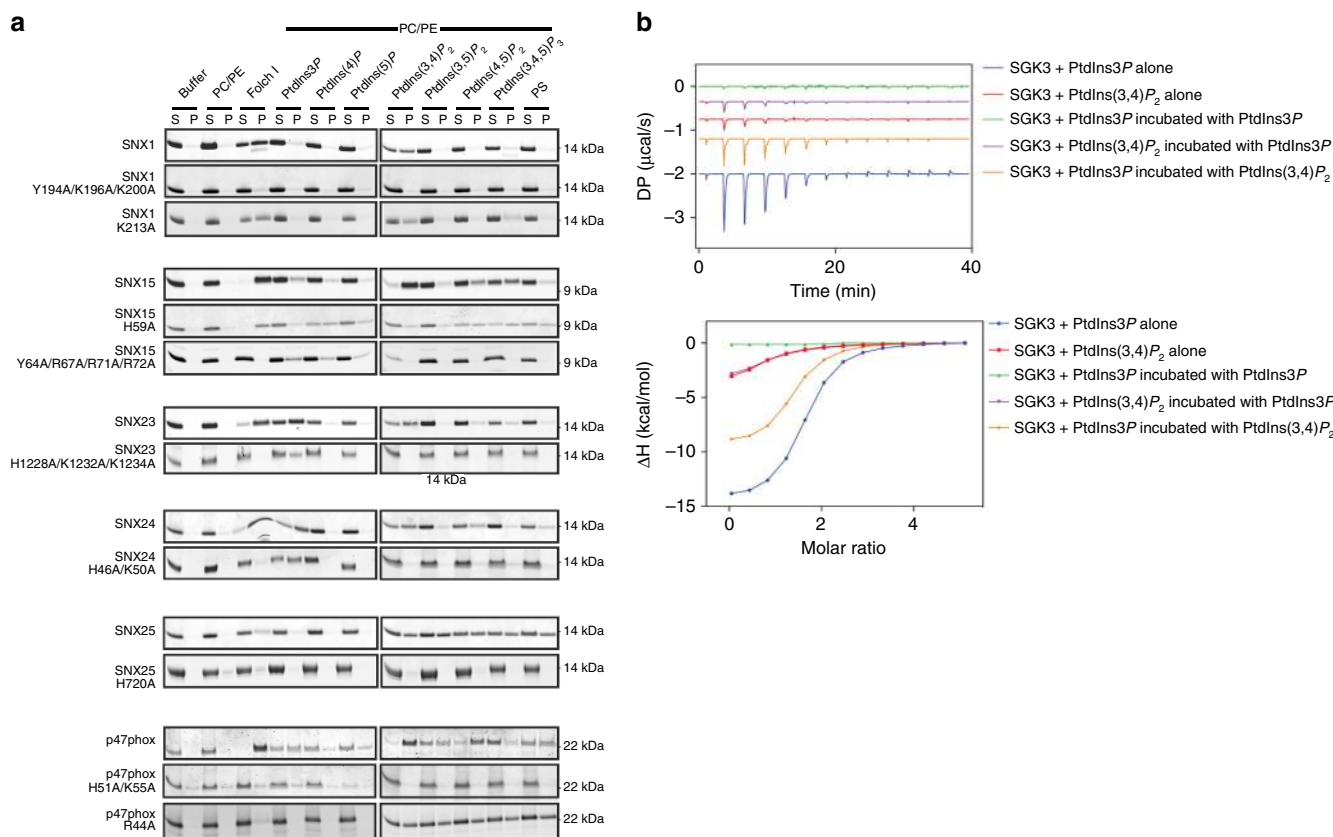 a
PC/PE
Buffer
PC/PE
Folch I
PtdIns3P
PtdIns(4)P
PtdIns(5)P
PtdIns(3,4)P2
PtdIns(3,5)P2
PtdIns(4,5)P2
PtdIns(3,4,5)P3
PS
S P S P S P S P S P S P S P S P S P S P S P
SNX1
14 kDa
SNX1
Y194A/K196A/K200A
14 kDa
SNX1
K213A
14 kDa
SNX15
9 kDa
SNX15
H59A
9 kDa
SNX15
Y64A/R67A/R71A/R72A
9 kDa
SNX23
14 kDa
SNX23
H1228A/K1232A/K1234A
14 kDa
14 kDa
SNX24
14 kDa
SNX24
H46A/K50A
14 kDa
SNX25
14 kDa
SNX25
H720A
14 kDa
p47phox
22 kDa
p47phox
H51A/K55A
22 kDa
p47phox
R44A
22 kDa
b
0
−1
−2
−3
DP (μcal/s)
0 20 40
Time (min)
SGK3 + PtdIns3P alone
SGK3 + PtdIns(3,4)P2 alone
SGK3 + PtdIns3P incubated with PtdIns3P
SGK3 + PtdIns(3,4)P2 incubated with PtdIns3P
SGK3 + PtdIns3P incubated with PtdIns(3,4)P2
0
−5
−10
−15
ΔH (kcal/mol)
0 2 4
Molar ratio
SGK3 + PtdIns3P alone
SGK3 + PtdIns(3,4)P2 alone
SGK3 + PtdIns3P incubated with PtdIns3P
SGK3 + PtdIns(3,4)P2 incubated with PtdIns3P
SGK3 + PtdIns3P incubated with PtdIns(3,4)P2